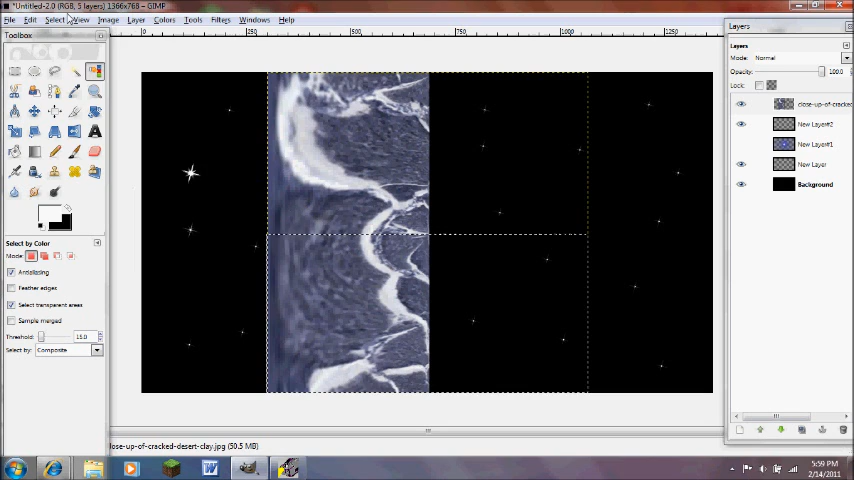 *Untitled-2.0 (RGB, 5 layers) 1366x768 – GIMP
File Edit Select View Image Layer Colors Tools Filters Windows Help
Toolbox
0 250 500 750 1000 1250
Select by Color
Mode:
Antialiasing
Feather edges
Select transparent areas
Sample merged
Threshold: 15.0
Select by: Composite
lose-up-of-cracked-desert-clay.jpg (50.5 MB)
Layers
Layers
Mode: Normal
Opacity: 100.0
Lock:
close-up-of-cracked
New Layer#2
New Layer#1
New Layer
Background
5:59 PM
2/14/2011